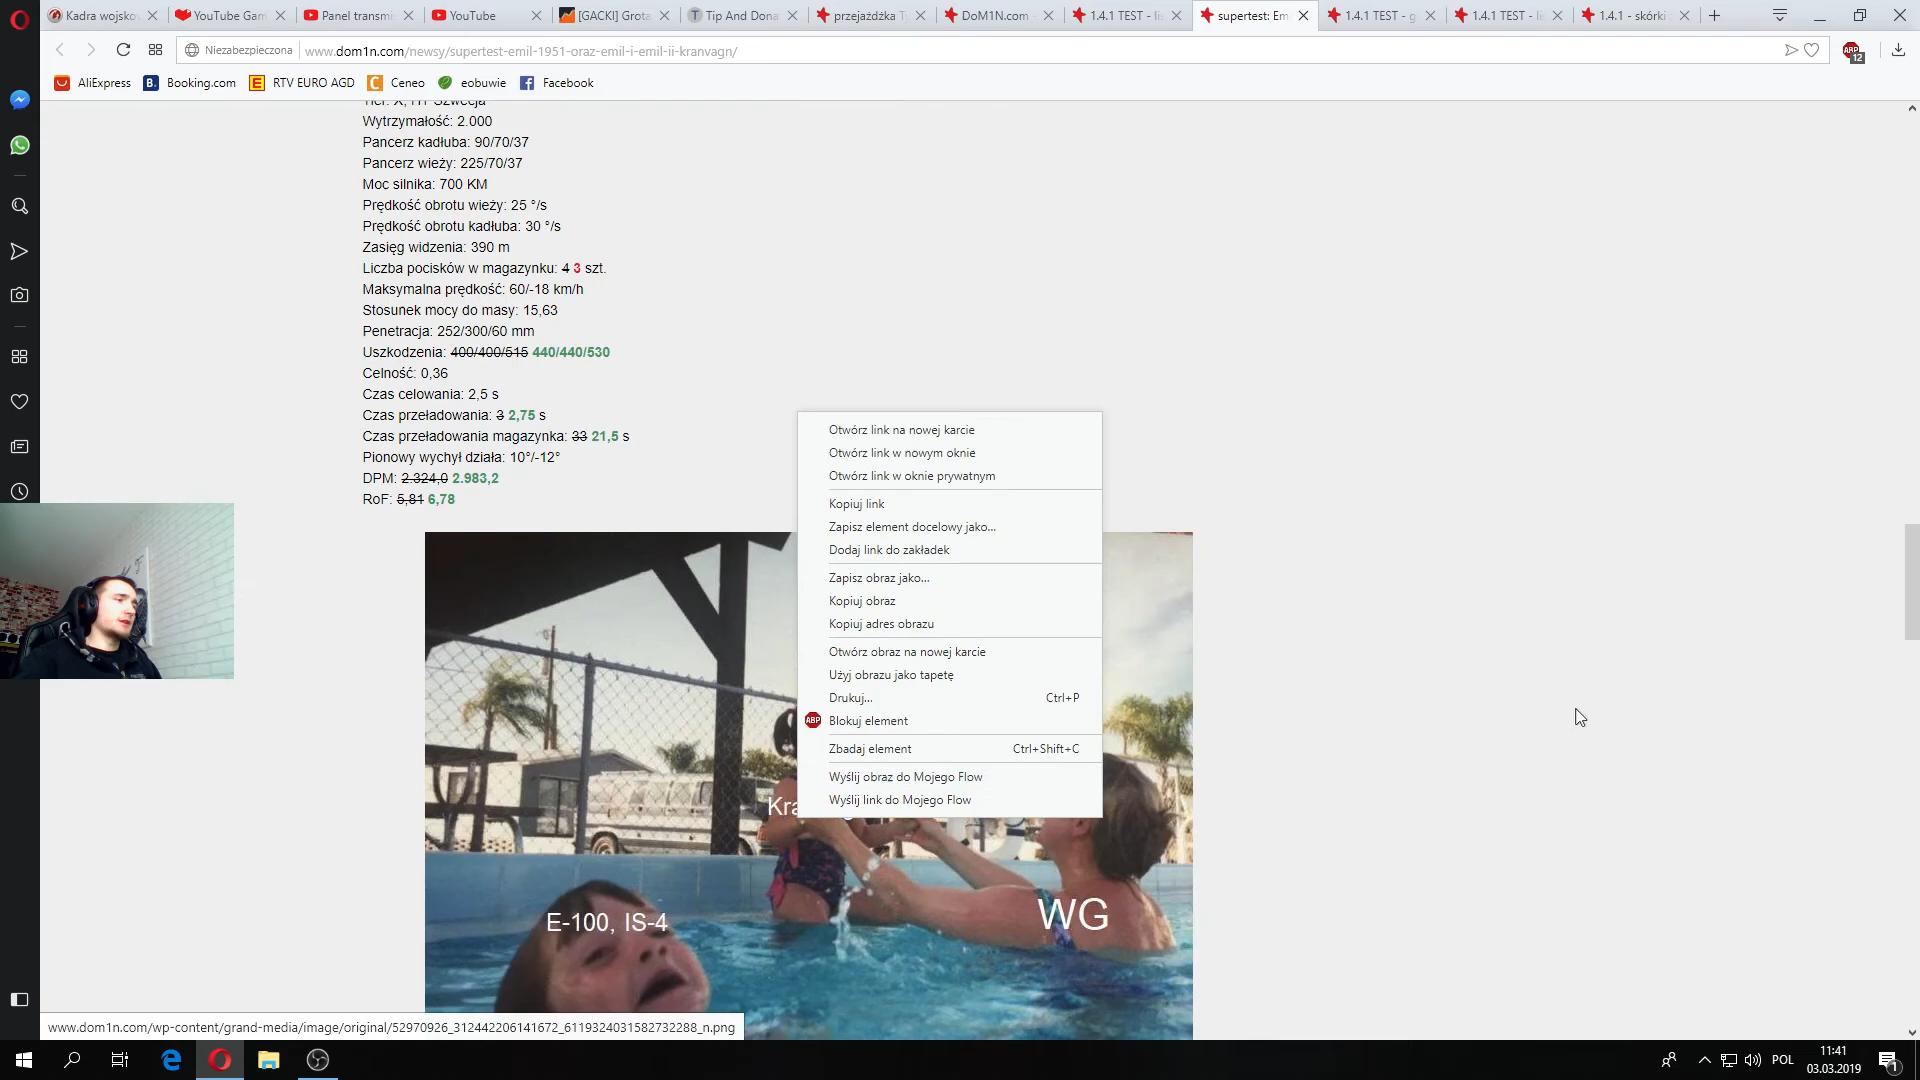 Kadra wojsko
YouTube Gam
Panel transmi
YouTube
[GACKI] Grota
Tip And Dona
przejażdżka T
DoM1N.com -
1.4.1 TEST - li
supertest: Em
1.4.1 TEST - g
1.4.1 TEST - li
1.4.1 - skórki
Niezabezpieczona
www.dom1n.com/newsy/supertest-emil-1951-oraz-emil-i-emil-ii-kranvagn/
12
AliExpress
Booking.com
RTV EURO AGD
Ceneo
eobuwie
Facebook
Tier: X, HT Szwecja
Wytrzymałość: 2.000
Pancerz kadłuba: 90/70/37
Pancerz wieży: 225/70/37
Moc silnika: 700 KM
Prędkość obrotu wieży: 25 °/s
Prędkość obrotu kadłuba: 30 °/s
Zasięg widzenia: 390 m
Liczba pocisków w magazynku: 4 3 szt.
Maksymalna prędkość: 60/-18 km/h
Stosunek mocy do masy: 15,63
Penetracja: 252/300/60 mm
Uszkodzenia: 400/400/515 440/440/530
Celność: 0,36
Czas celowania: 2,5 s
Czas przeładowania: 3 2,75 s
Czas przeładowania magazynka: 33 21,5 s
Pionowy wychył działa: 10°/-12°
DPM: 2.324,0 2.983,2
RoF: 5,81 6,78
Otwórz link na nowej karcie
Otwórz link w nowym oknie
Otwórz link w oknie prywatnym
Kopiuj link
Zapisz element docelowy jako...
Dodaj link do zakładek
Zapisz obraz jako...
Kopiuj obraz
Kopiuj adres obrazu
Otwórz obraz na nowej karcie
Użyj obrazu jako tapetę
Drukuj... Ctrl+P
ABP Blokuj element
Zbadaj element Ctrl+Shift+C
Wyślij obraz do Mojego Flow
Wyślij link do Mojego Flow
E-100, IS-4
WG
www.dom1n.com/wp-content/grand-media/image/original/52970926_312442206141672_6119324031582732288_n.png
POL
11:41
03.03.2019
1